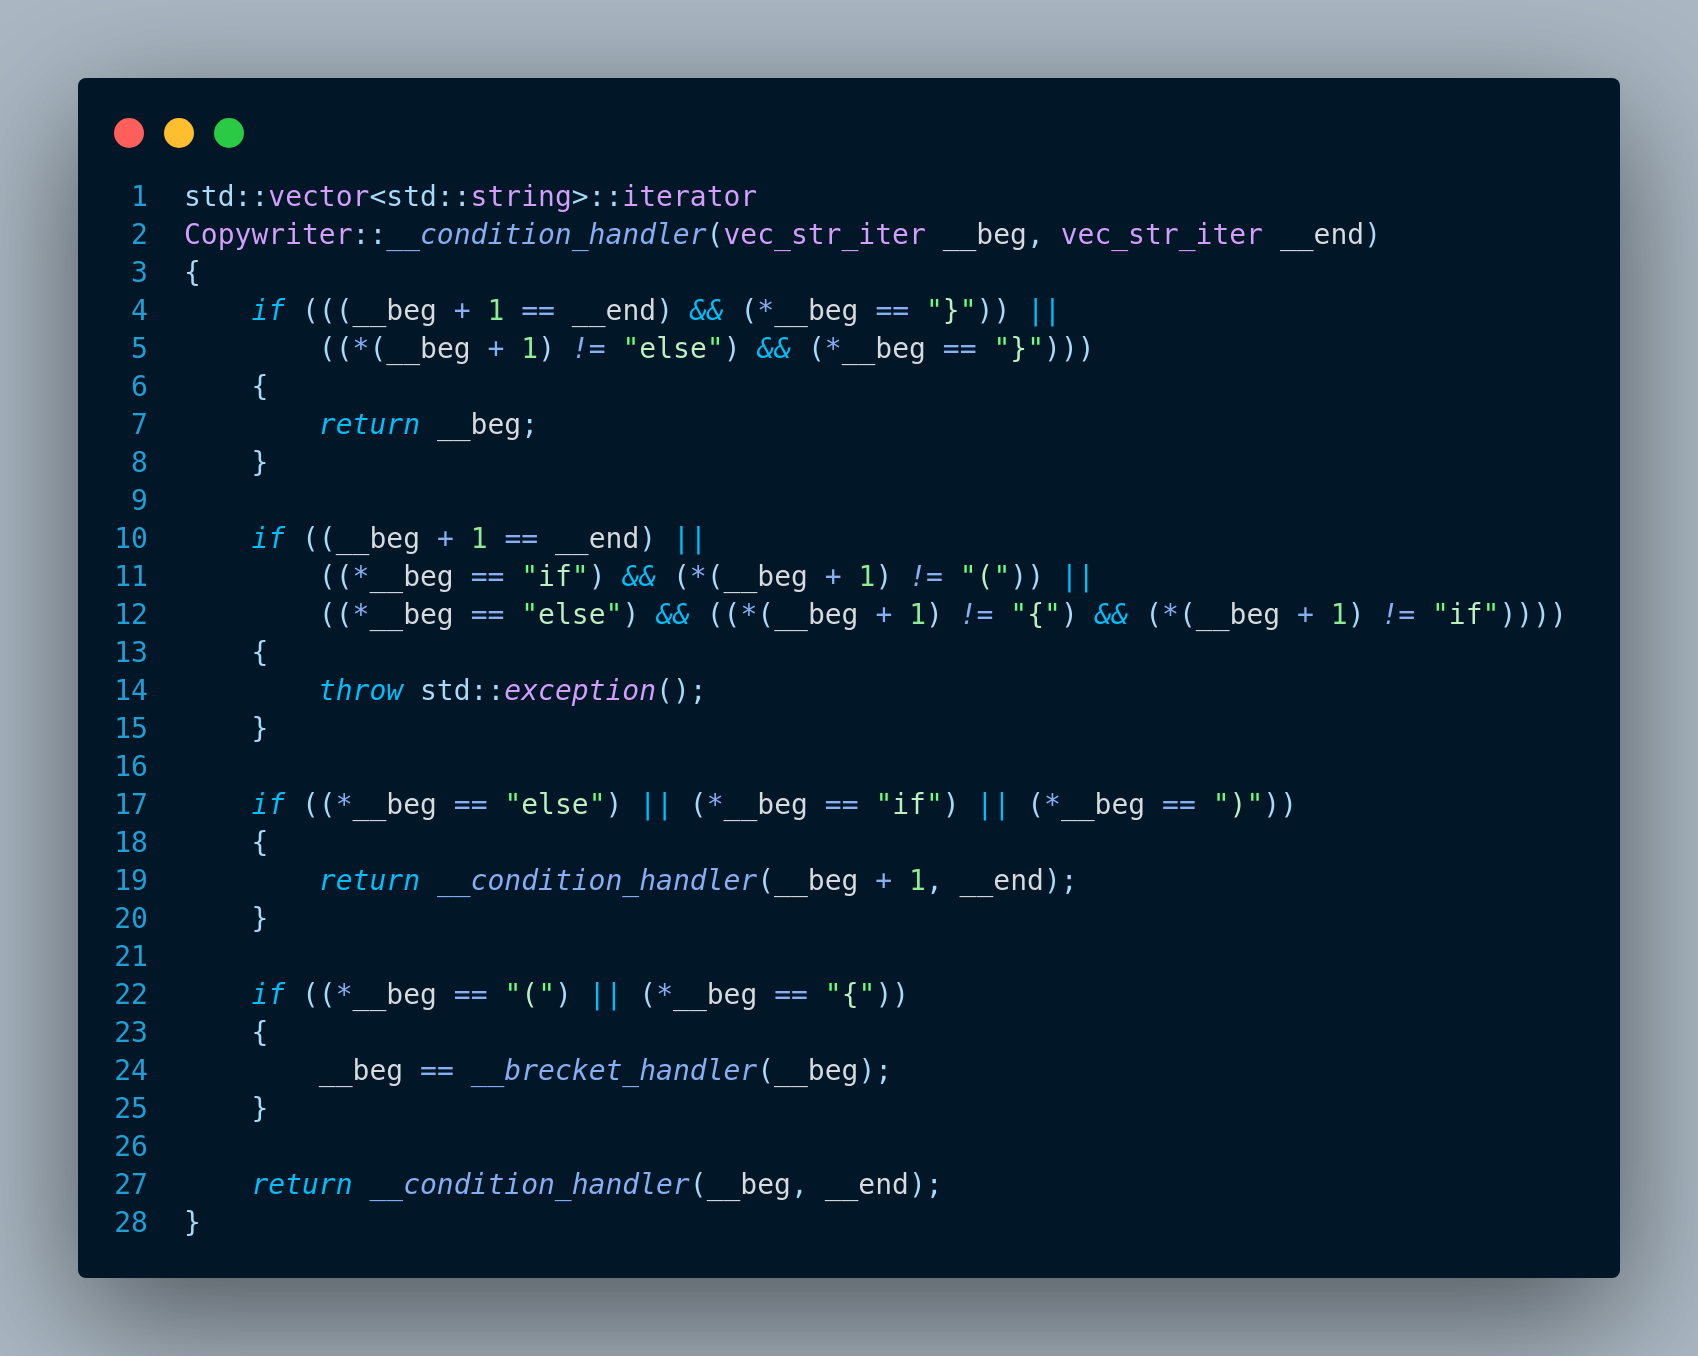 1 std::vector<std::string>::iterator
2 Copywriter::__condition_handler(vec_str_iter __beg, vec_str_iter __end)
3 {
4     if (((__beg + 1 == __end) && (*__beg == "}")) ||
5         ((*(__beg + 1) != "else") && (*__beg == "}")))
6     {
7         return __beg;
8     }
9
10     if ((__beg + 1 == __end) ||
11         ((*__beg == "if") && (*(__beg + 1) != "(")) ||
12         ((*__beg == "else") && ((*(__beg + 1) != "{") && (*(__beg + 1) != "if"))))
13     {
14         throw std::exception();
15     }
16
17     if ((*__beg == "else") || (*__beg == "if") || (*__beg == ")"))
18     {
19         return __condition_handler(__beg + 1, __end);
20     }
21
22     if ((*__beg == "(") || (*__beg == "{"))
23     {
24         __beg == __brecket_handler(__beg);
25     }
26
27     return __condition_handler(__beg, __end);
28 }